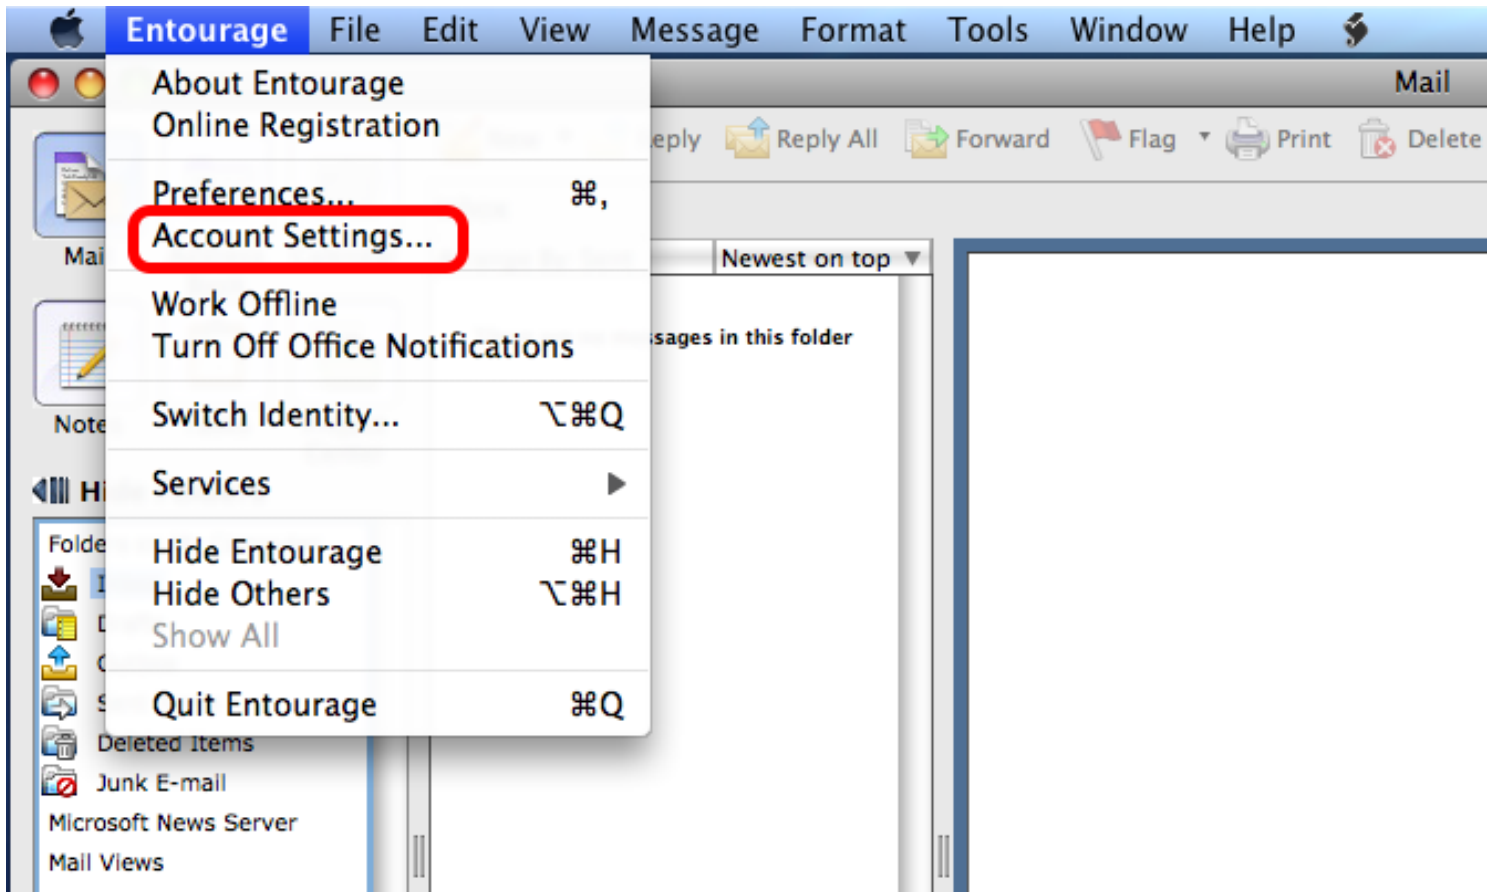 Entourage File Edit View Message Format Tools Window Help
Mail
About Entourage
Online Registration
Reply All Forward Flag Print Delete
Preferences... ⌘,
Account Settings...
Newest on top
Work Offline
Turn Off Office Notifications
in this folder
Switch Identity... ⌥⌘Q
Services
Hide Entourage ⌘H
Hide Others ⌥⌘H
Show All
Quit Entourage ⌘Q
Deleted Items
Junk E-mail
Microsoft News Server
Mail Views